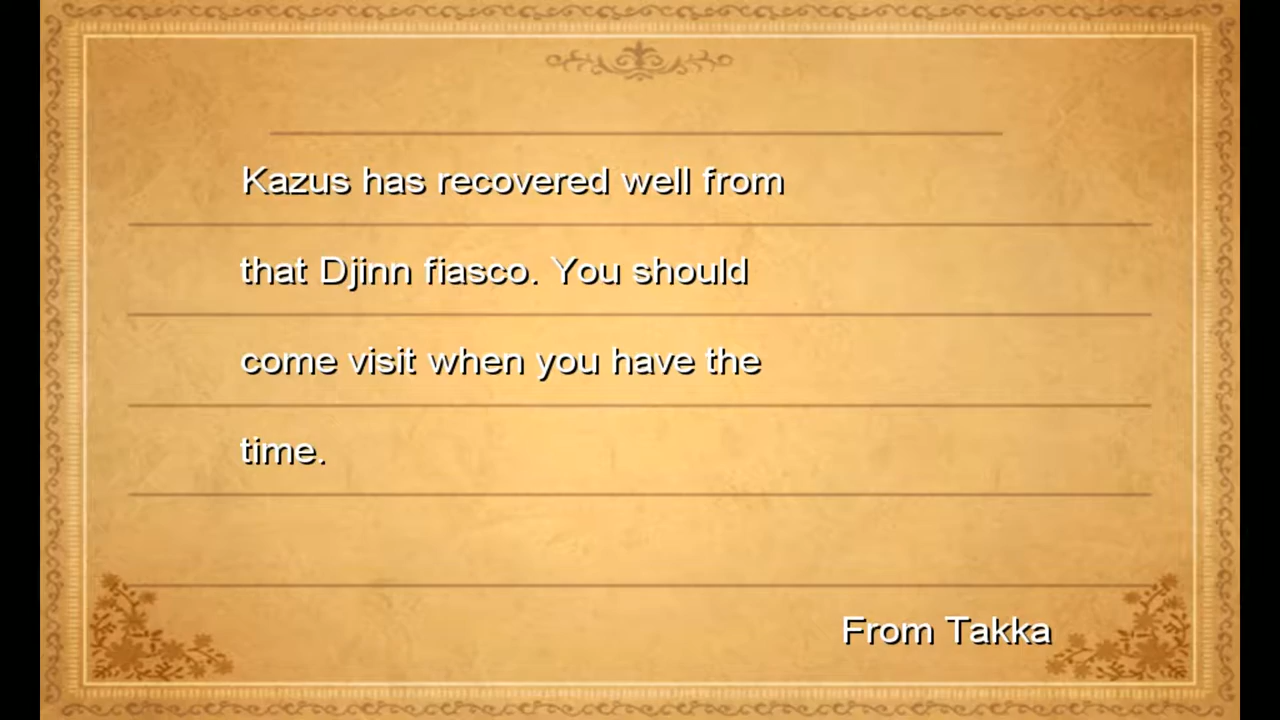 Kazus has recovered well from
that Djinn fiasco. You should
come visit when you have the
time.
From Takka